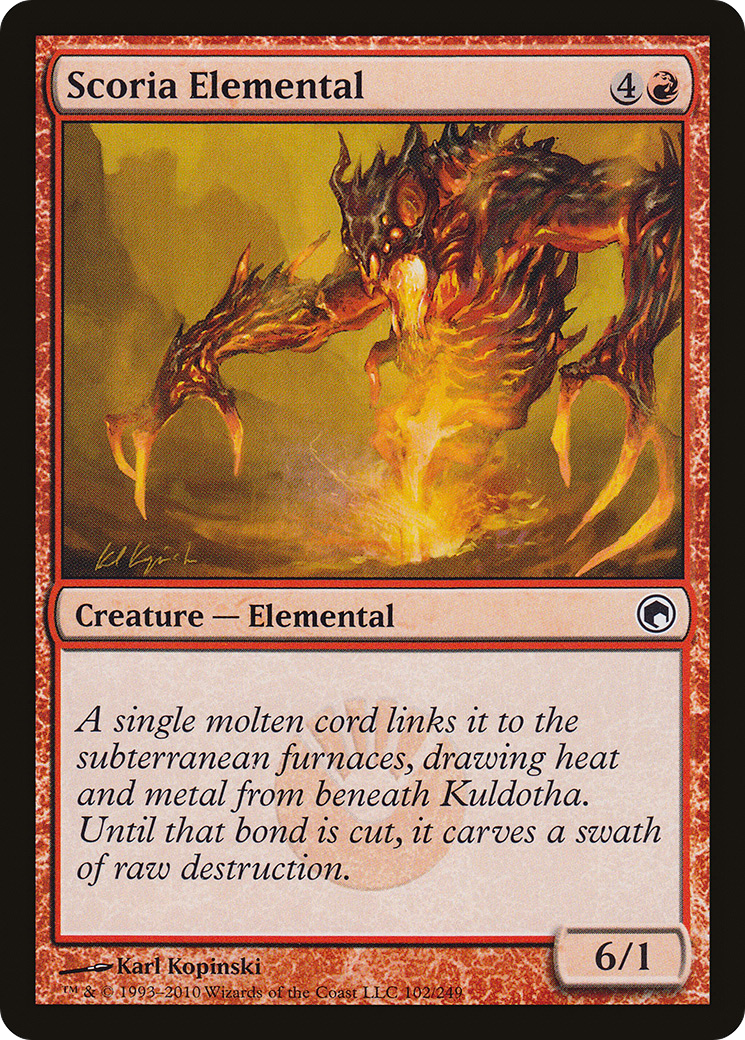 Scoria Elemental 4
Creature — Elemental
A single molten cord links it to the
subterranean furnaces, drawing heat
and metal from beneath Kuldotha.
Until that bond is cut, it carves a swath
of raw destruction.
6/1
Karl Kopinski
™ & © 1993–2010 Wizards of the Coast LLC 102/249